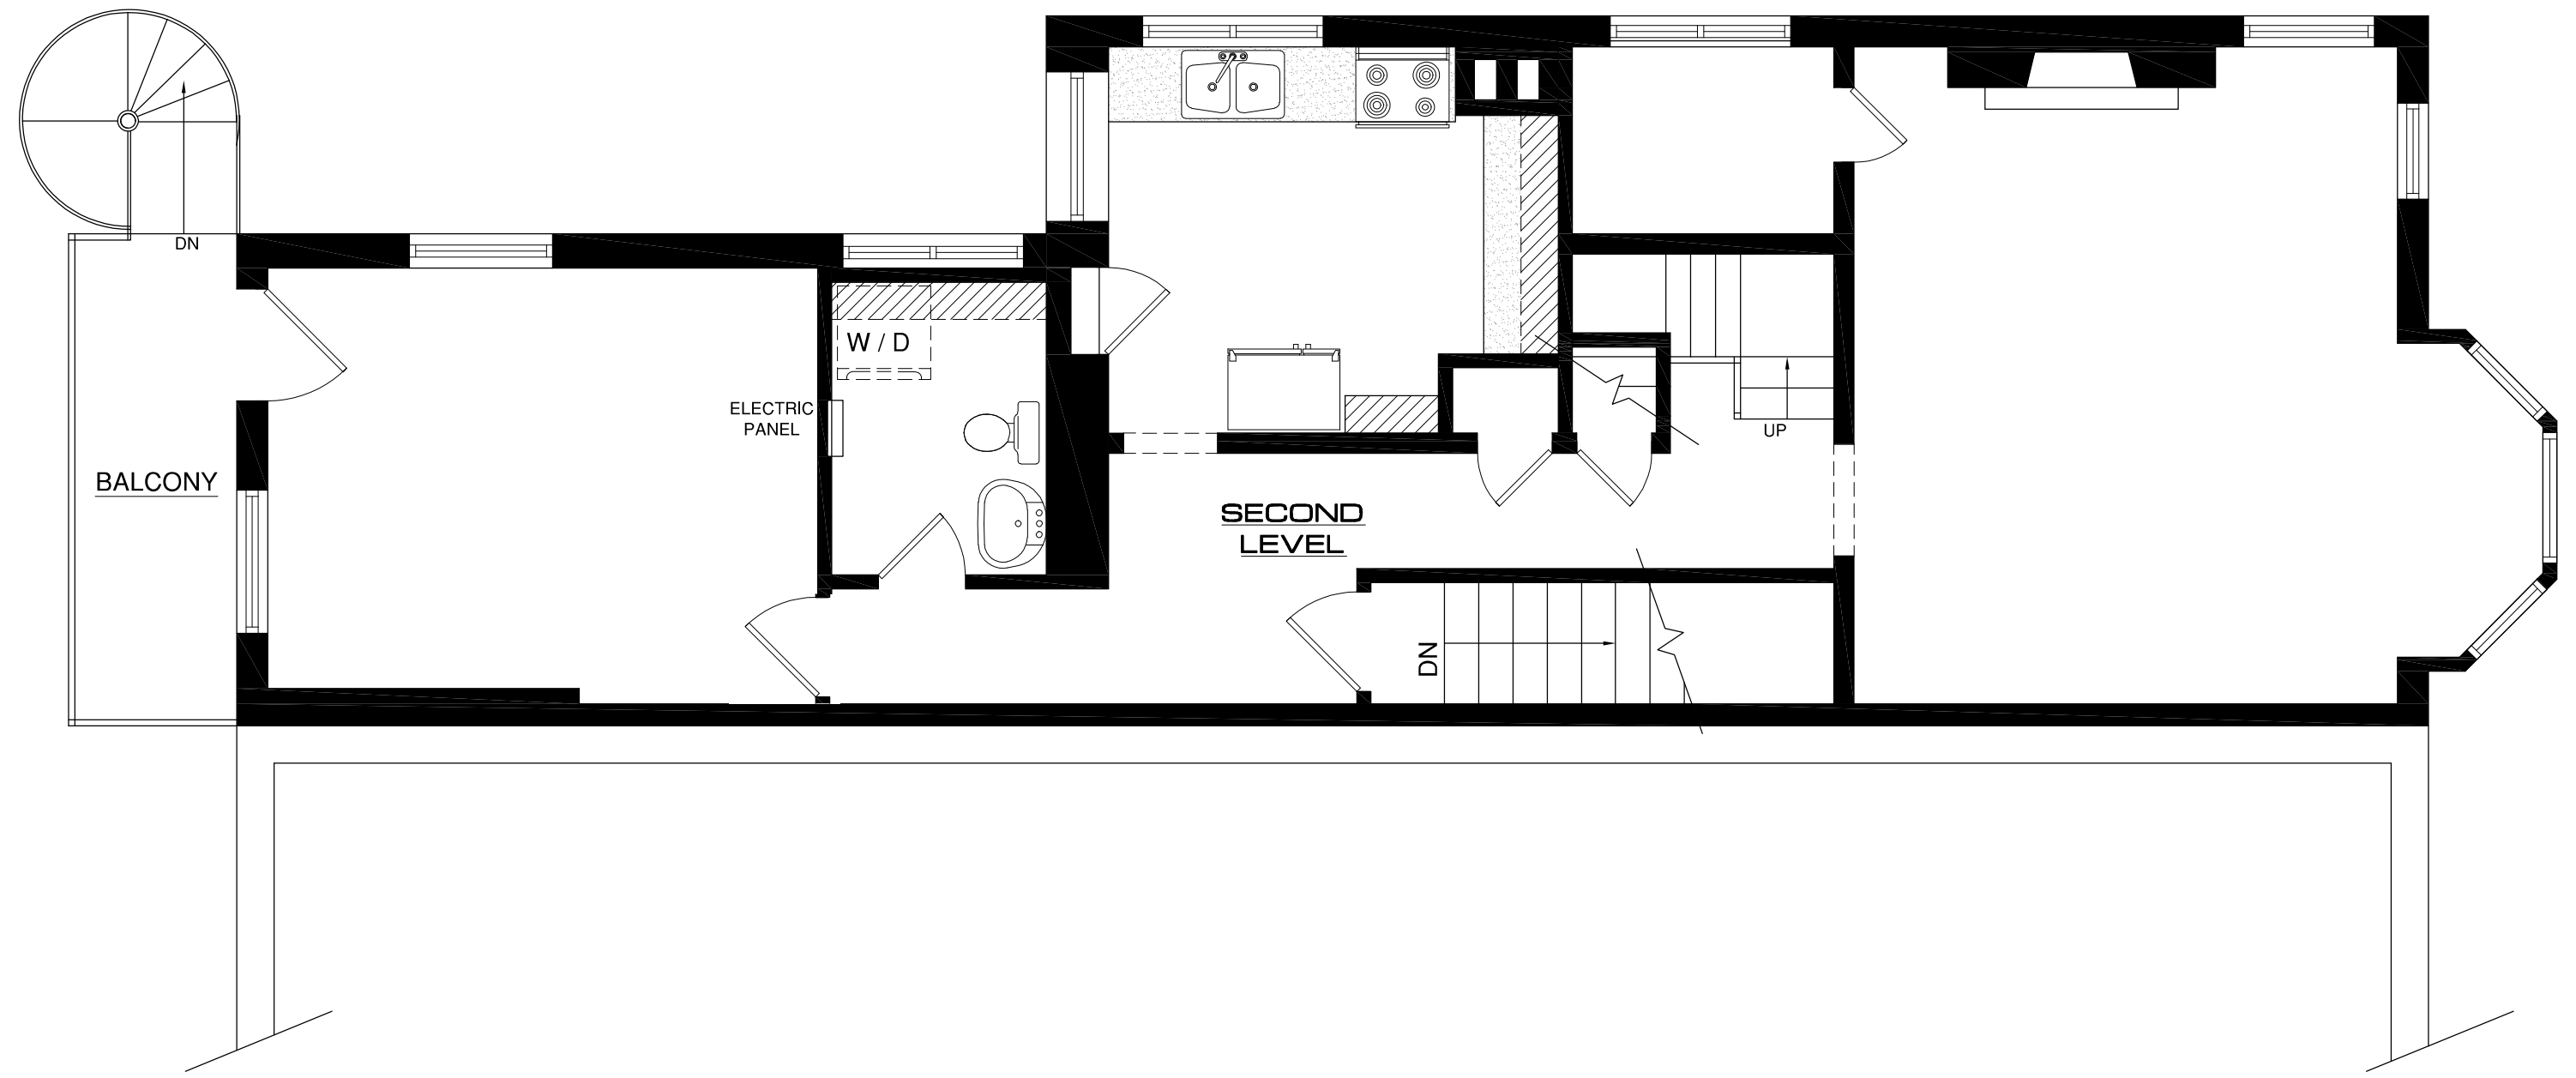 DN
W / D
ELECTRIC
PANEL
UP
BALCONY
SECOND
LEVEL
DN